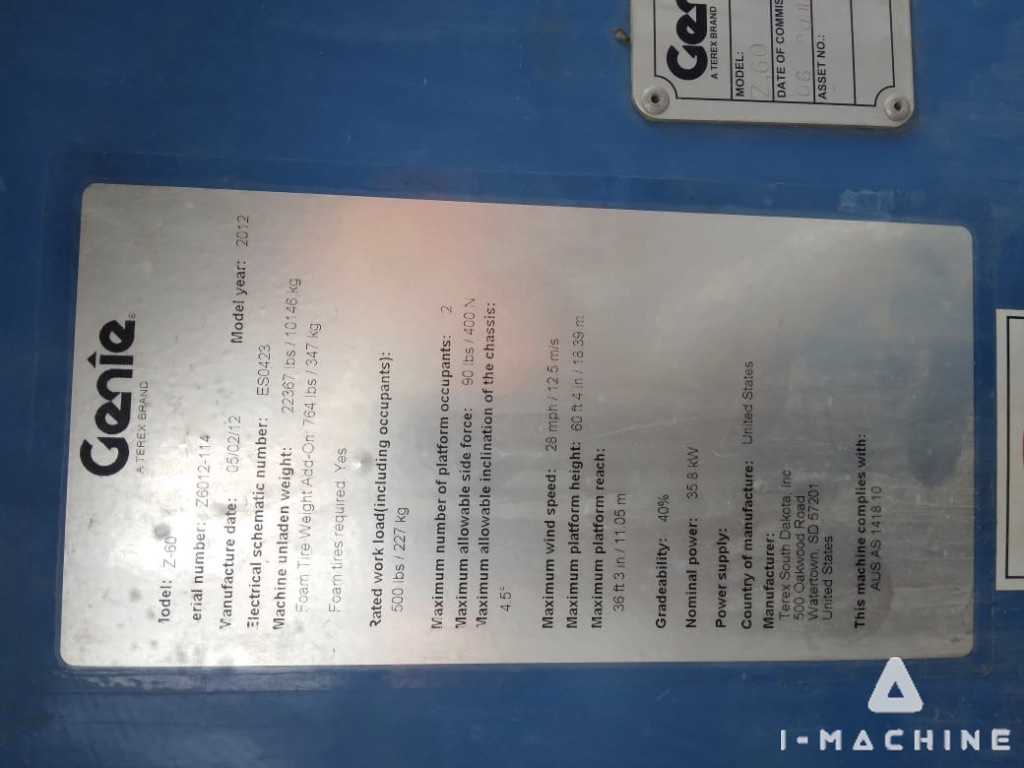 Genie
A TEREX BRAND
Model: Z-60
erial number: Z6012-114
Manufacture date: 05/02/12 Model year: 2012
Electrical schematic number: ES0423
Machine unladen weight: 22367 lbs / 10146 kg
Foam Tire Weight Add-On: 764 lbs / 347 kg
Foam tires required: Yes
Rated work load(including occupants):
500 lbs / 227 kg
Maximum number of platform occupants: 2
Maximum allowable side force: 90 lbs / 400 N
Maximum allowable inclination of the chassis:
4.5°
Maximum wind speed: 28 mph / 12.5 m/s
Maximum platform height: 60 ft 4 in / 18.39 m
Maximum platform reach:
36 ft 3 in / 11.05 m
Gradeability: 40%
Nominal power: 35.8 kW
Power supply:
Country of manufacture: United States
Manufacturer:
Terex South Dakota, Inc
500 Oakwood Road
Watertown, SD 57201
United States
This machine complies with:
AUS AS 1418.10
Gen
A TEREX BRAND
MODEL:
Z.60
DATE OF COMMIS
06
ASSET NO.:
I-MACHINE